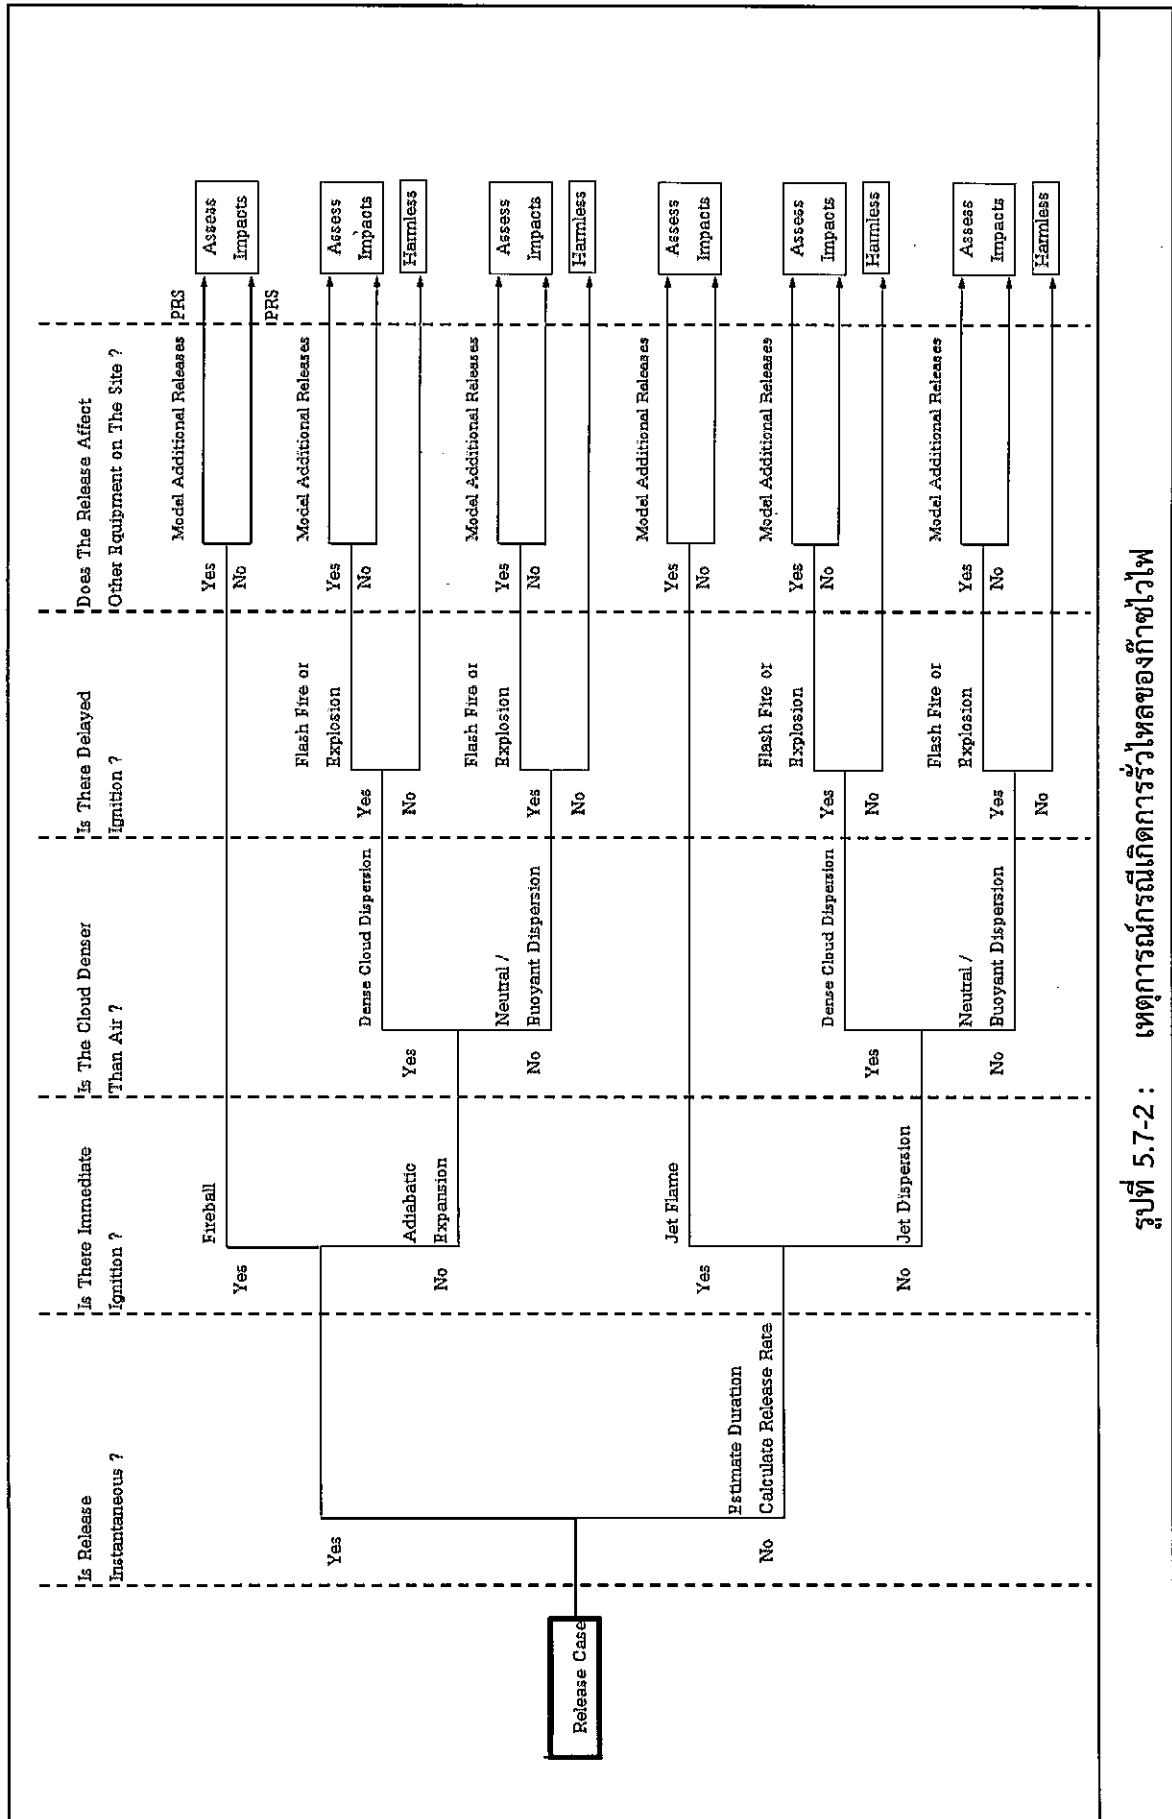 Is Release
Instantaneous ?
Is There Immediate
Ignition ?
Is The Cloud Denser
Than Air ?
Is There Delayed
Ignition ?
Does The Release Affect
Other Equipment on The Site ?
Release Case
Yes
No
Estimate Duration
Calculate Release Rate
Yes
Fireball
No
Adiabatic
Expansion
Yes
Jet Flame
No
Jet Dispersion
Yes
Dense Cloud Dispersion
No
Neutral /
Buoyant Dispersion
Yes
Dense Cloud Dispersion
No
Neutral /
Buoyant Dispersion
Yes
Flash Fire or
Explosion
No
Yes
Flash Fire or
Explosion
No
Yes
Flash Fire or
Explosion
No
Yes
Flash Fire or
Explosion
No
Yes
Model Additional Releases
PRS
No
PRS
Assess
Impacts
Yes
Model Additional Releases
No
Assess
Impacts
Harmless
Yes
Model Additional Releases
No
Assess
Impacts
Harmless
Yes
Model Additional Releases
No
Assess
Impacts
Yes
Model Additional Releases
No
Assess
Impacts
Harmless
Yes
Model Additional Releases
No
Assess
Impacts
Harmless
รูปที่ 5.7-2 : เหตุการณ์กรณีเกิดการรั่วไหลของก๊าซไวไฟ